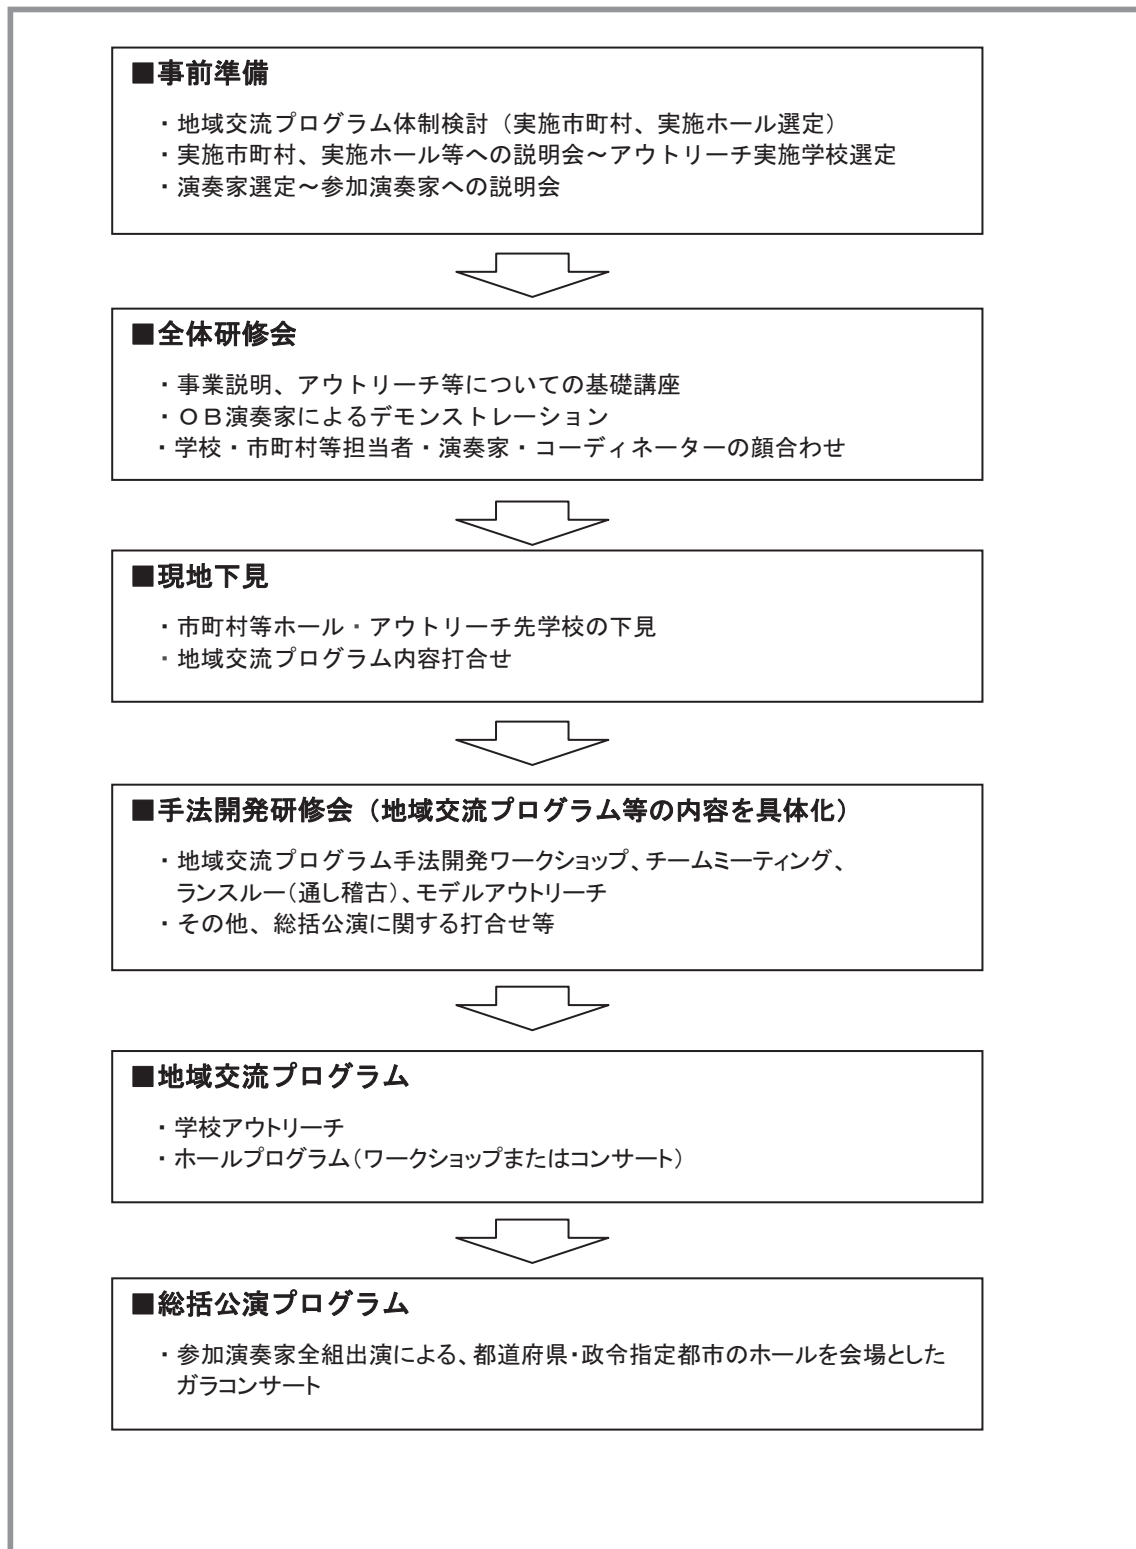 ■事前準備
・地域交流プログラム体制検討（実施市町村、実施ホール選定）
・実施市町村、実施ホール等への説明会～アウトリーチ実施学校選定
・演奏家選定～参加演奏家への説明会
■全体研修会
・事業説明、アウトリーチ等についての基礎講座
・ＯＢ演奏家によるデモンストレーション
・学校・市町村等担当者・演奏家・コーディネーターの顔合わせ
■現地下見
・市町村等ホール・アウトリーチ先学校の下見
・地域交流プログラム内容打合せ
■手法開発研修会（地域交流プログラム等の内容を具体化）
・地域交流プログラム手法開発ワークショップ、チームミーティング、
ランスルー（通し稽古）、モデルアウトリーチ
・その他、総括公演に関する打合せ等
■地域交流プログラム
・学校アウトリーチ
・ホールプログラム（ワークショップまたはコンサート）
■総括公演プログラム
・参加演奏家全組出演による、都道府県・政令指定都市のホールを会場とした
ガラコンサート